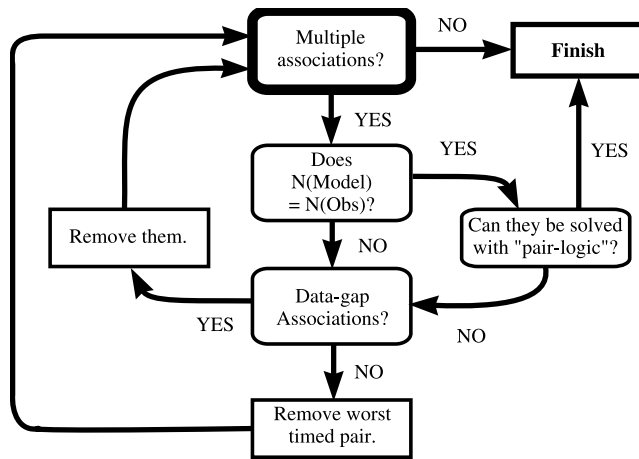 Multiple
associations?
NO
Finish
YES
Does
N(Model)
= N(Obs)?
YES
YES
Remove them.
Can they be solved
with "pair-logic"?
NO
Data-gap
Associations?
YES
NO
NO
Remove worst
timed pair.